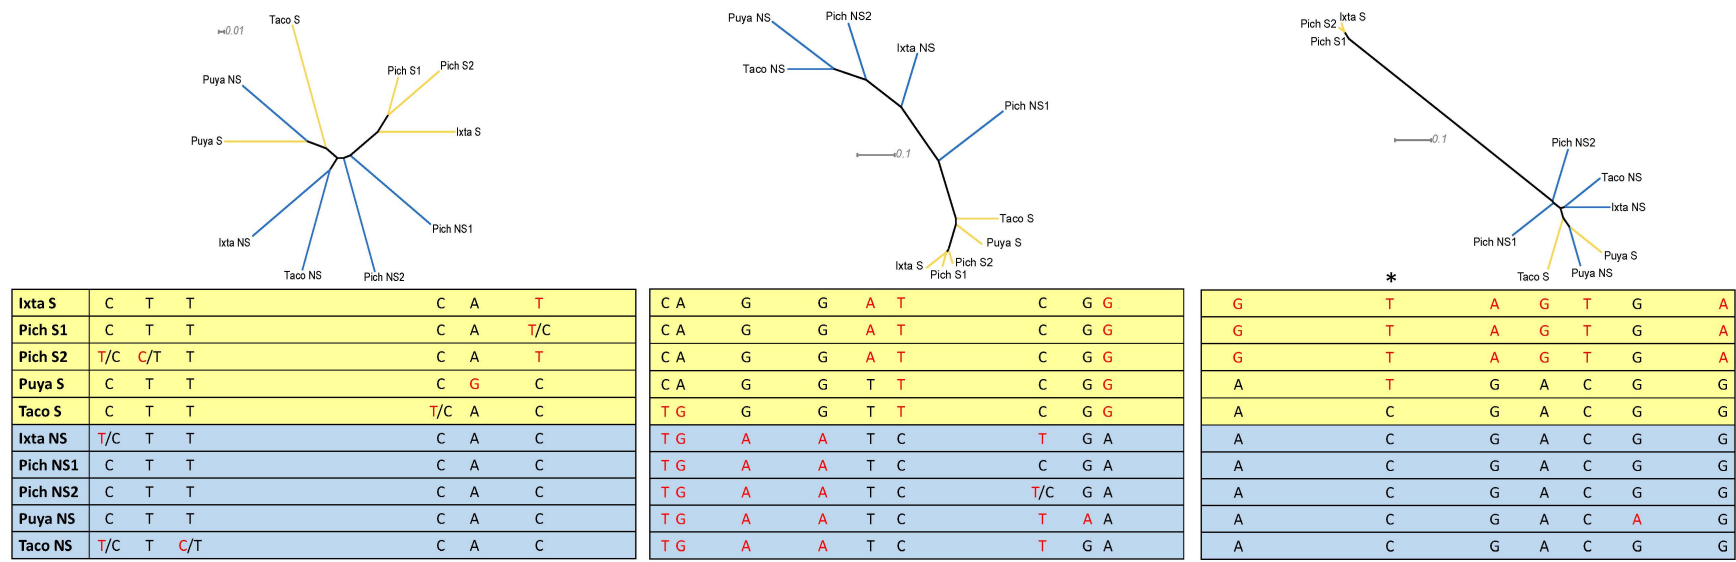 Taco S
0.01
Puya NS
Pich S1
Pich S2
Puya S
Ixta S
Ixta NS
Pich NS1
Taco NS
Pich NS2
Puya NS
Pich NS2
Ixta NS
Taco NS
Pich NS1
0.1
Taco S
Puya S
Ixta S
Pich S2
Pich S1
Ixta S
Pich S2
Pich S1
0.1
Pich NS2
Taco NS
Ixta NS
Pich NS1
Puya S
Taco S
Puya NS
*
Ixta S C T T C A T C A G G A T C G G G T A G T G A
Pich S1 C T T C A T/C C A G G A T C G G G T A G T G A
Pich S2 T/C C/T T C A T C A G G A T C G G G T A G T G A
Puya S C T T C G C C A G G T T C G G A T G A C G G
Taco S C T T T/C A C T G G G T T C G G A C G A C G G
Ixta NS T/C T T C A C T G A A T C T G A A C G A C G G
Pich NS1 C T T C A C T G A A T C C G A A C G A C G G
Pich NS2 C T T C A C T G A A T C T/C G A A C G A C G G
Puya NS C T T C A C T G A A T C T A A A C G A C A G
Taco NS T/C T C/T C A C T G A A T C T G A A C G A C G G